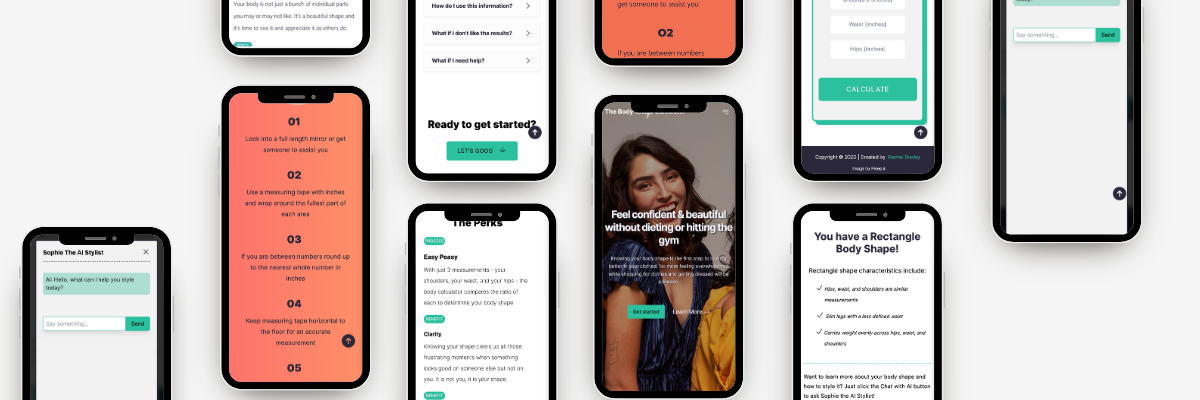 Your body is not just a bunch of individual parts
you may or may not like. It's a beautiful shape and
it's time to see it and appreciate it as others do
01
Look into a full length mirror or get
someone to assist you
02
Use a measuring tape with inches
and wrap around the fullest part of
each area
03
If you are between numbers round up
to the nearest whole number in
inches
04
Keep measuring tape horizontal to
the floor for an accurate
measurement
05
Sophie The AI Stylist
AI: Hello, what can I help you style
today?
Say something...
Send
How do I use this information?
What if I don't like the results?
What if I need help?
Ready to get started?
LET'S GOOO
The Perks
PROCESS
Easy Peasy
With just 3 measurements - your
shoulders, your waist, and your hips - the
body calculator compares the ratio of
each to determine your body shape
BENEFIT
Clarity
Knowing your shape clears up all those
frustrating moments when something
looks good on someone else but not on
you. It is not you, it is your shape.
BENEFIT
get someone to assist you
02
If you are between numbers
The Body
Feel confident & beautiful
without dieting or hitting the
gym
Knowing your body shape is the first step to feeling
better in your clothes. No more feeling overwhelmed
while shopping for clothes and getting dressed will be
a breeze.
Get started
Learn More
Waist (inches)
Hips (inches)
CALCULATE
Copyright © 2023 | Created by Rachel Dooley
Image by Freepik
You have a Rectangle
Body Shape!
Rectangle shape characteristics include:
Hips, waist, and shoulders are similar
measurements
Slim legs with a less defined waist
Carries weight evenly across hips, waist, and
shoulders
Want to learn more about your body shape and
how to style it? Just click the Chat with AI button
to ask Sophie the AI Stylist!
Say something...
Send